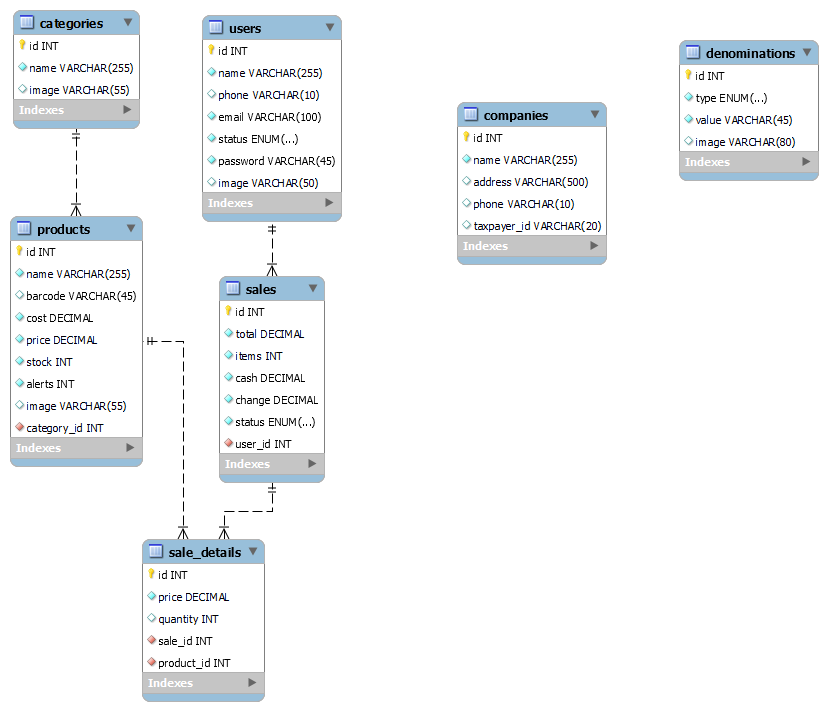 categories
id INT
name VARCHAR(255)
image VARCHAR(55)
Indexes
users
id INT
name VARCHAR(255)
phone VARCHAR(10)
email VARCHAR(100)
status ENUM(...)
password VARCHAR(45)
image VARCHAR(50)
Indexes
companies
id INT
name VARCHAR(255)
address VARCHAR(500)
phone VARCHAR(10)
taxpayer_id VARCHAR(20)
Indexes
denominations
id INT
type ENUM(...)
value VARCHAR(45)
image VARCHAR(80)
Indexes
products
id INT
name VARCHAR(255)
barcode VARCHAR(45)
cost DECIMAL
price DECIMAL
stock INT
alerts INT
image VARCHAR(55)
category_id INT
Indexes
sales
id INT
total DECIMAL
items INT
cash DECIMAL
change DECIMAL
status ENUM(...)
user_id INT
Indexes
sale_details
id INT
price DECIMAL
quantity INT
sale_id INT
product_id INT
Indexes